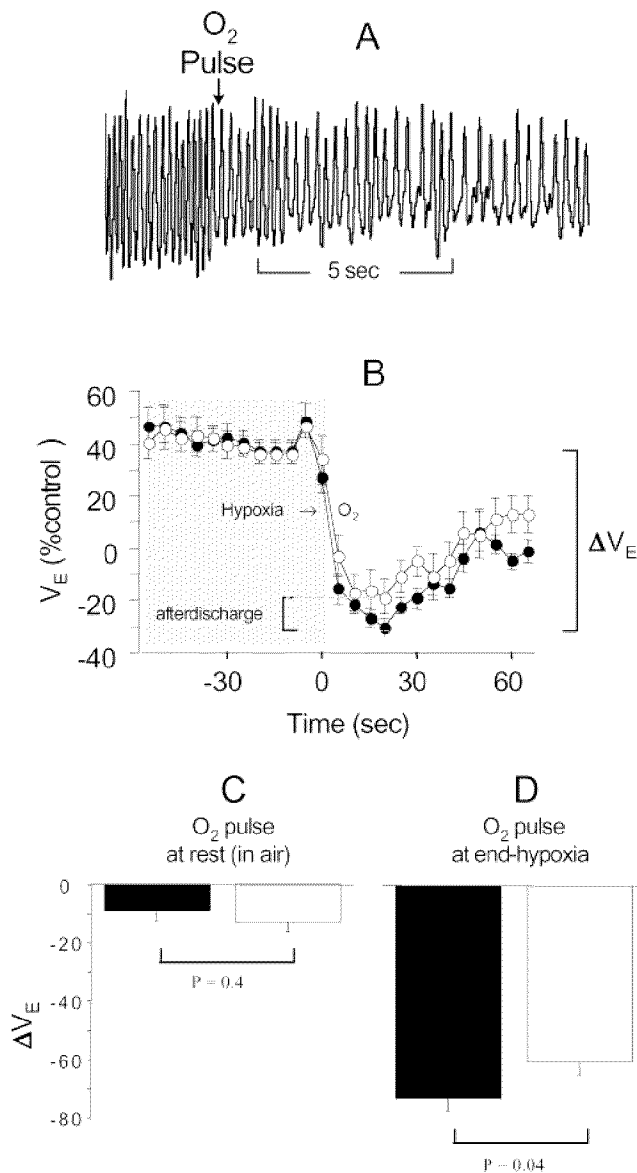 A
O2
Pulse
5 sec
B
VE (%control)
60
40
20
0
-20
-40
Hypoxia → O2
afterdischarge
ΔVE
-30
0
30
60
Time (sec)
C
O2 pulse
at rest (in air)
D
O2 pulse
at end-hypoxia
ΔVE
0
-20
-40
-60
-80
P = 0.4
P = 0.04